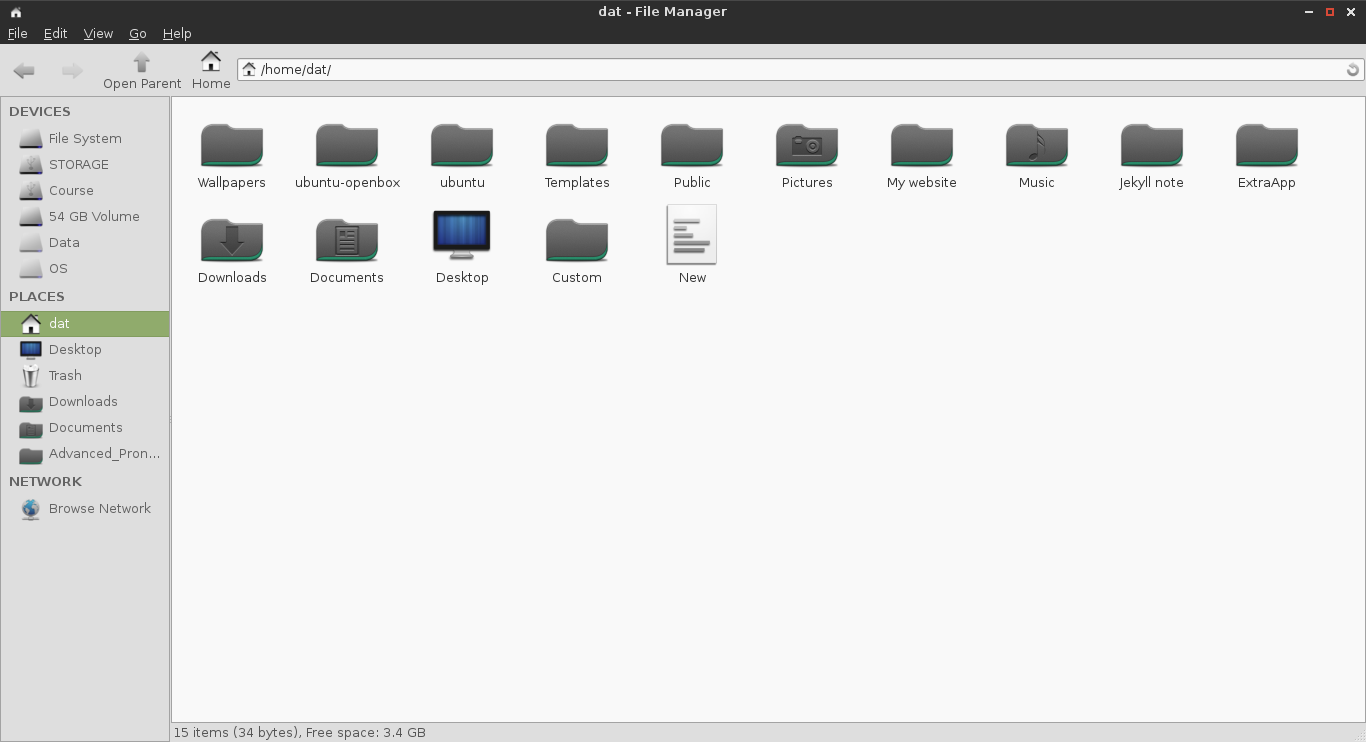 dat - File Manager
File Edit View Go Help
Open Parent Home /home/dat/
DEVICES
File System
STORAGE
Course
54 GB Volume
Data
OS
PLACES
dat
Desktop
Trash
Downloads
Documents
Advanced_Pron...
NETWORK
Browse Network
Wallpapers ubuntu-openbox ubuntu Templates Public Pictures My website Music Jekyll note ExtraApp
Downloads Documents Desktop Custom New
15 items (34 bytes), Free space: 3.4 GB